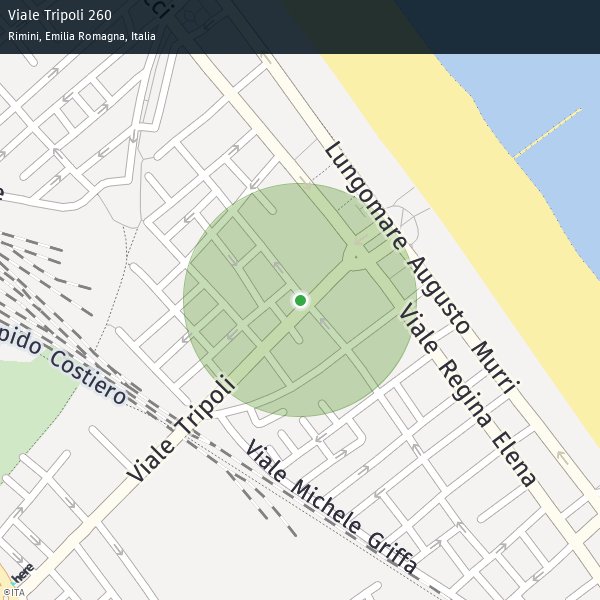 Viale Tripoli 260
Rimini, Emilia Romagna, Italia
Lungomare Augusto Murri
Viale Regina Elena
pido Costiero
Viale Tripoli
Viale Michele Griffa
here
©ITA